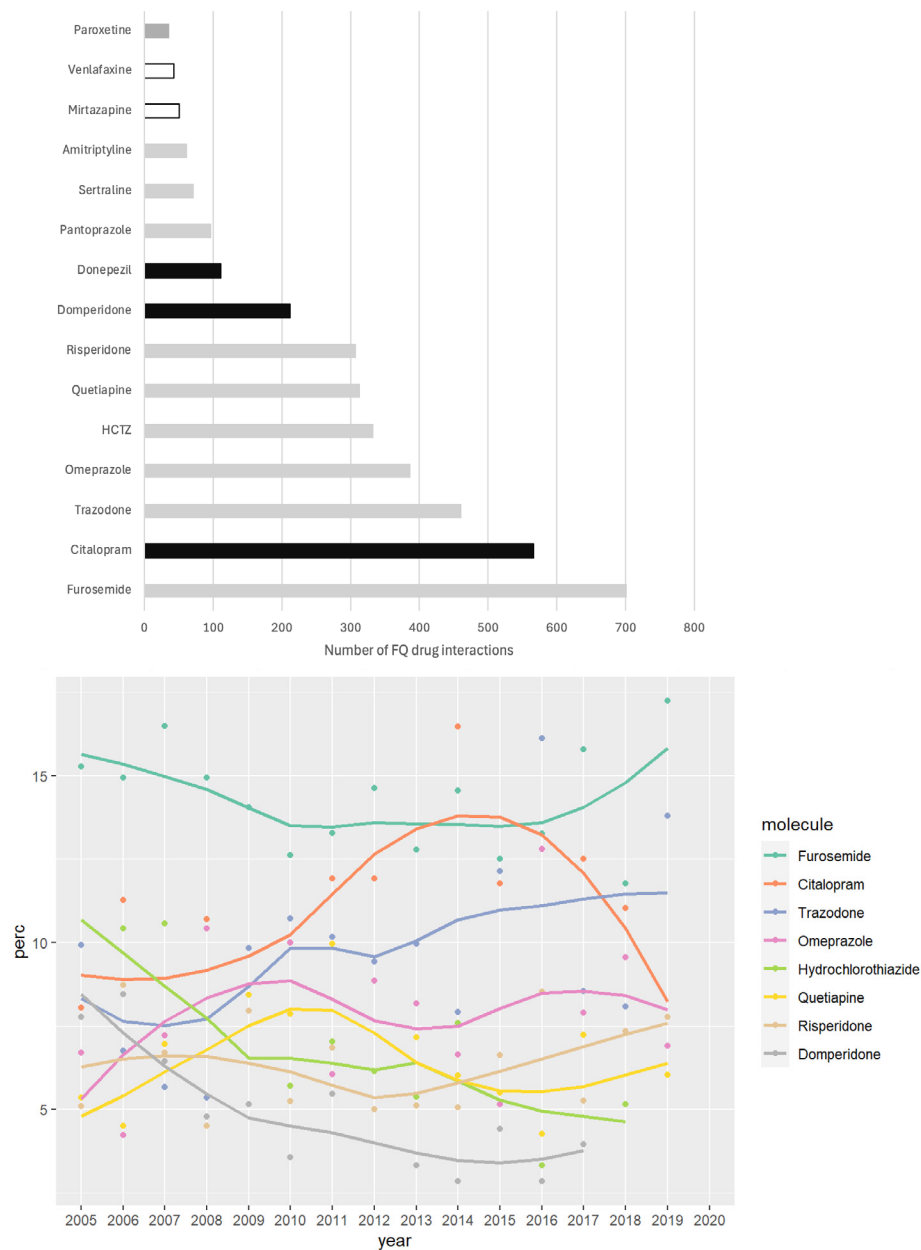 Paroxetine
Venlafaxine
Mirtazapine
Amitriptyline
Sertraline
Pantoprazole
Donepezil
Domperidone
Risperidone
Quetiapine
HCTZ
Omeprazole
Trazodone
Citalopram
Furosemide
0 100 200 300 400 500 600 700 800
Number of FQ drug interactions
15
10
5
perc
2005 2006 2007 2008 2009 2010 2011 2012 2013 2014 2015 2016 2017 2018 2019 2020
year
molecule
Furosemide
Citalopram
Trazodone
Omeprazole
Hydrochlorothiazide
Quetiapine
Risperidone
Domperidone